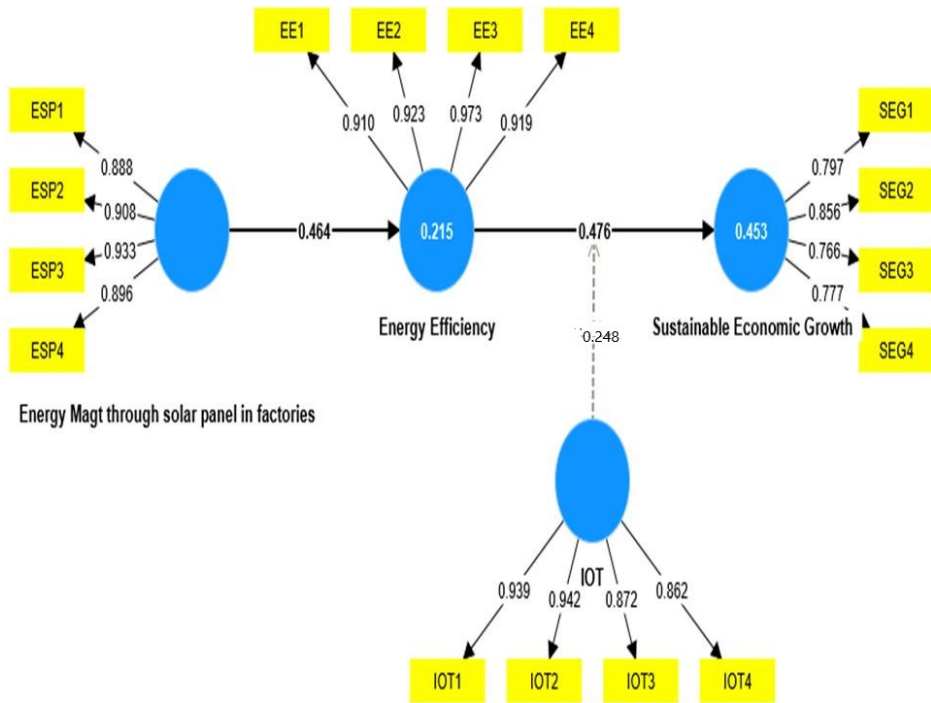 EE1 EE2 EE3 EE4
0.910 0.923 0.973 0.919
ESP1
ESP2
ESP3
ESP4
0.888
0.908
0.933
0.896
0.464
0.215
0.476
0.453
SEG1
SEG2
SEG3
SEG4
0.797
0.856
0.766
0.777
Energy Efficiency
Sustainable Economic Growth
Energy Magt through solar panel in factories
0.248
IOT
0.939 0.942 0.872 0.862
IOT1 IOT2 IOT3 IOT4